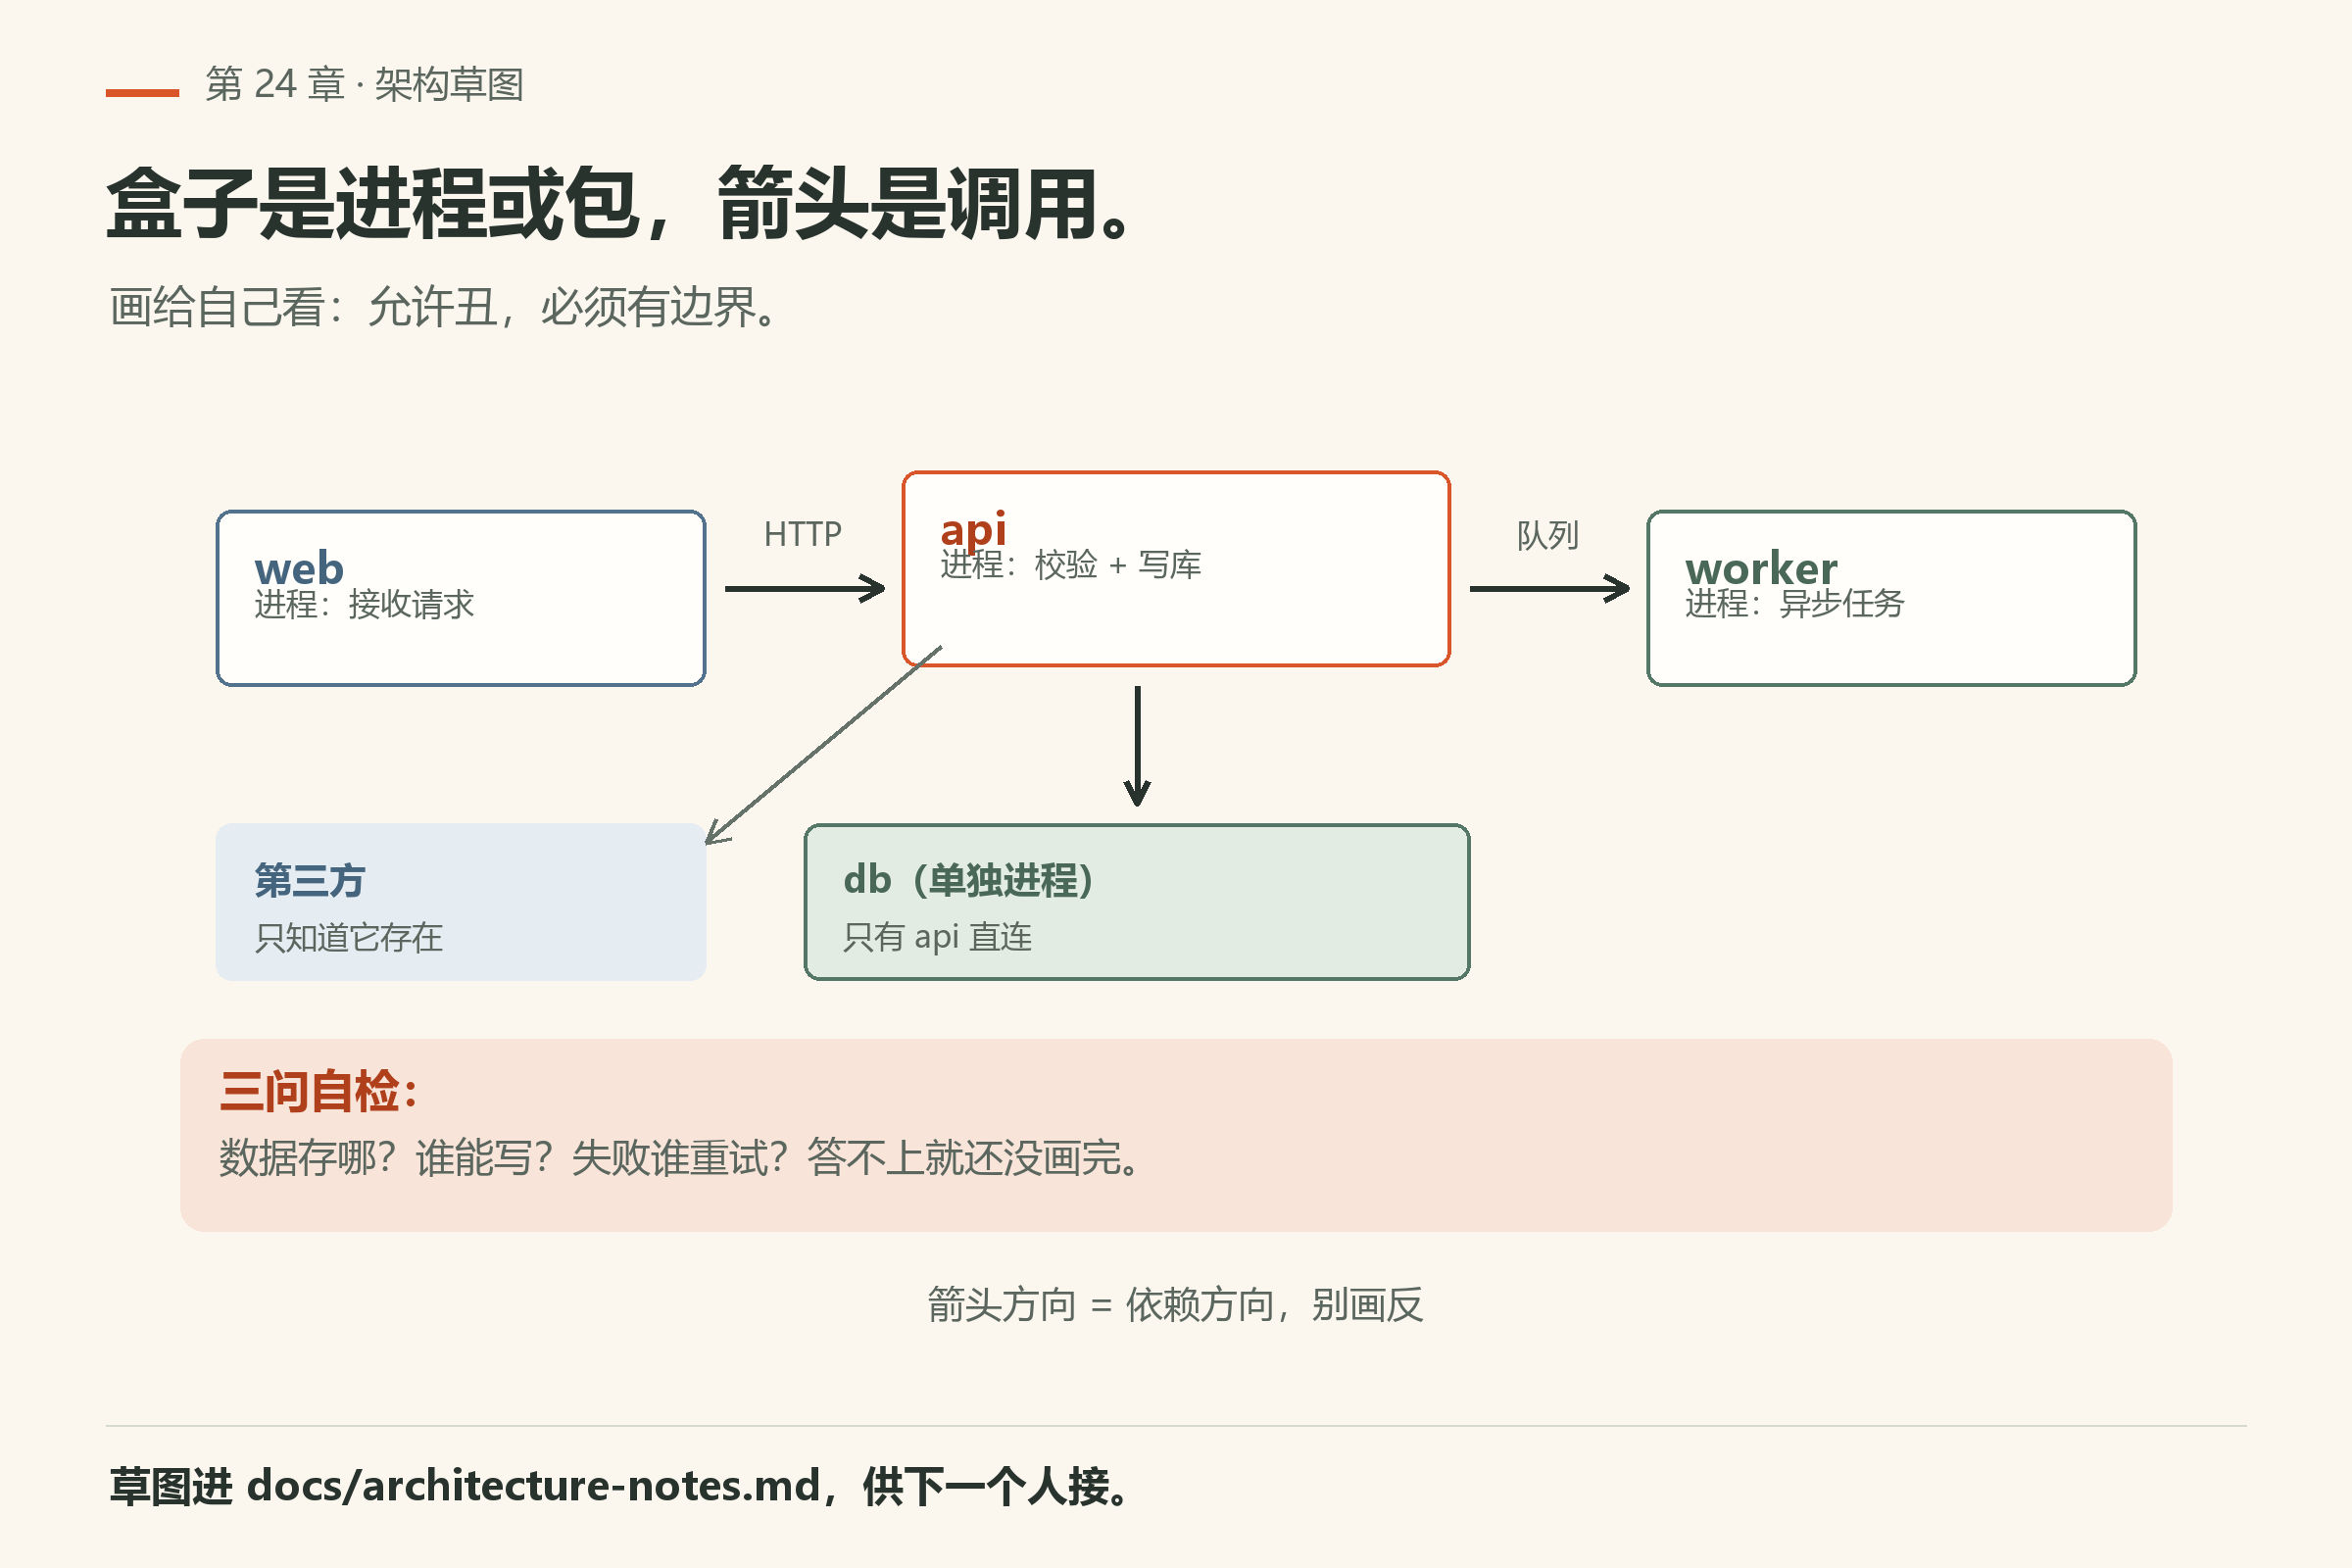 第 24 章 · 架构草图
盒子是进程或包，箭头是调用。
画给自己看：允许丑，必须有边界。
web
进程：接收请求
HTTP
api
进程：校验 + 写库
队列
worker
进程：异步任务
第三方
只知道它存在
db（单独进程）
只有 api 直连
三问自检：
数据存哪？谁能写？失败谁重试？答不上就还没画完。
箭头方向 = 依赖方向，别画反
草图进 docs/architecture-notes.md，供下一个人接。